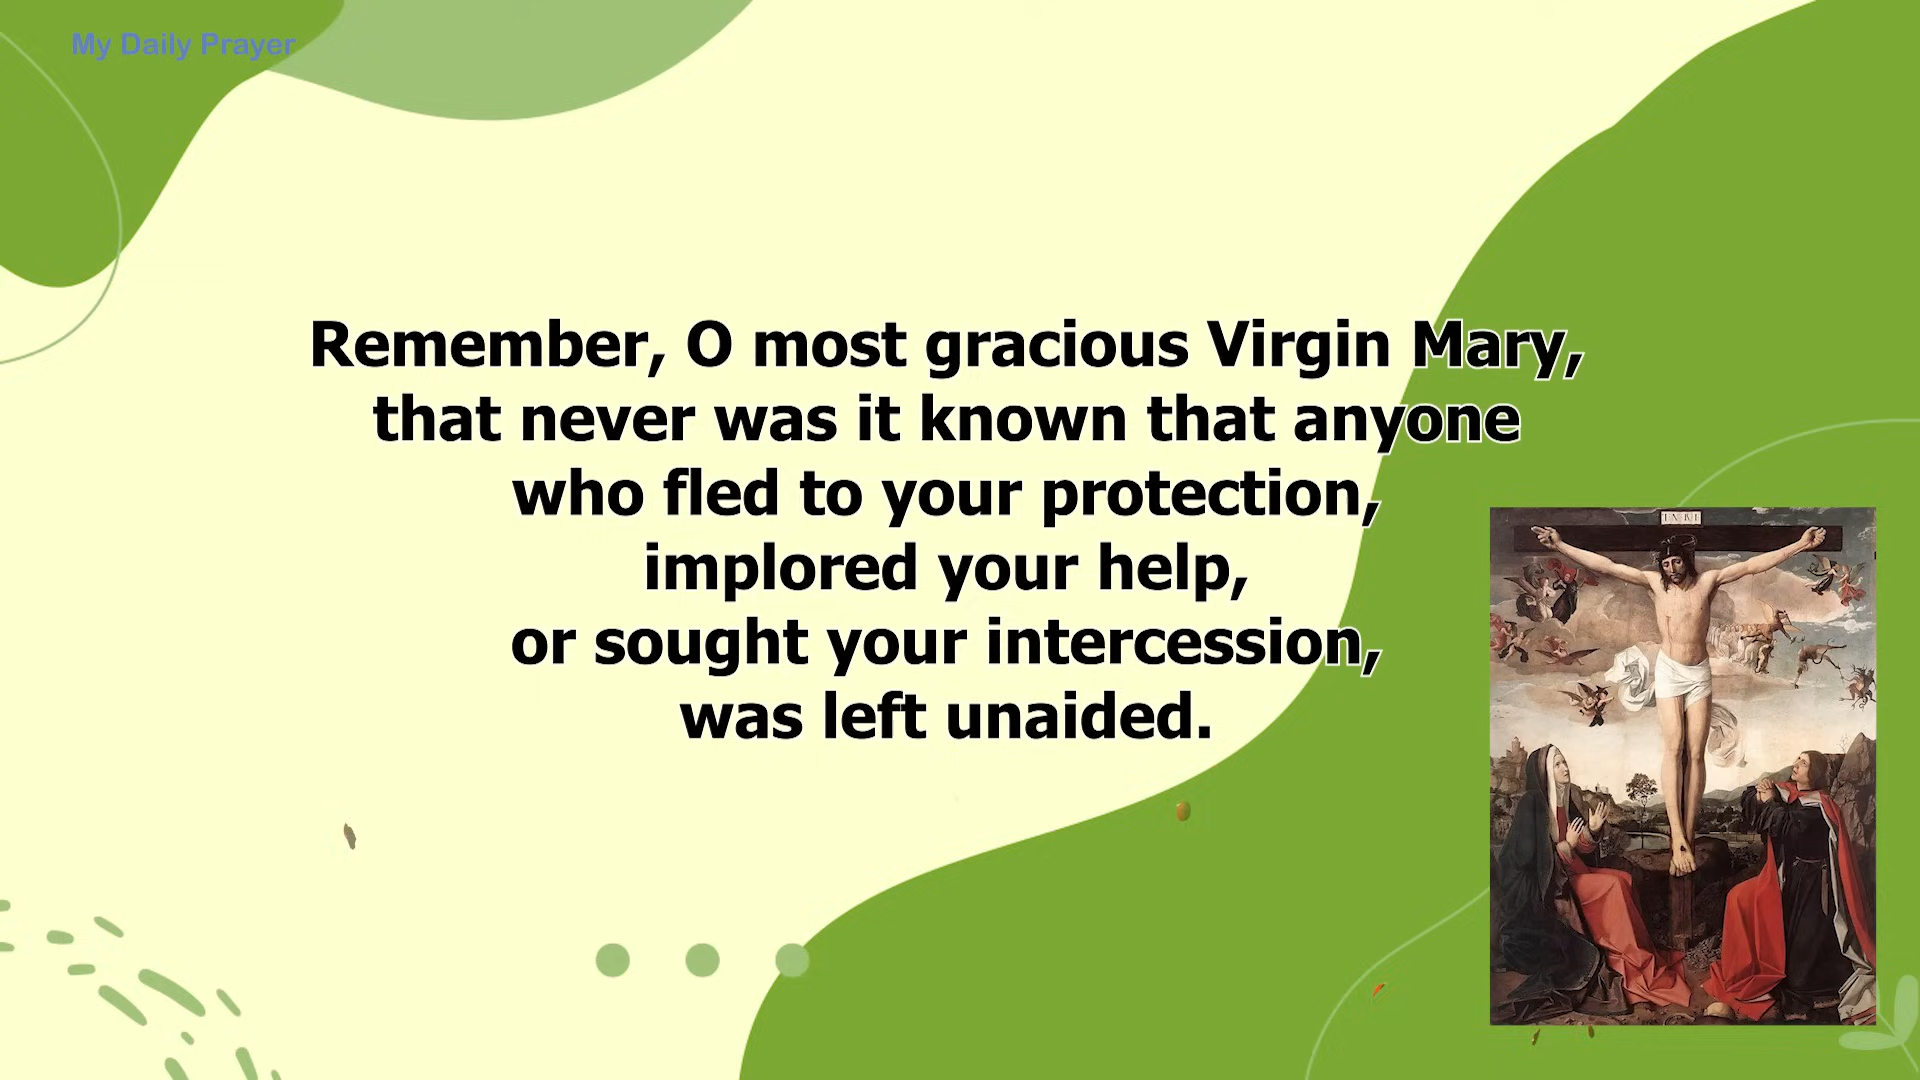 My Daily Prayer
Remember, O most gracious Virgin Mary,
that never was it known that anyone
who fled to your protection,
implored your help,
or sought your intercession,
was left unaided.
INRI